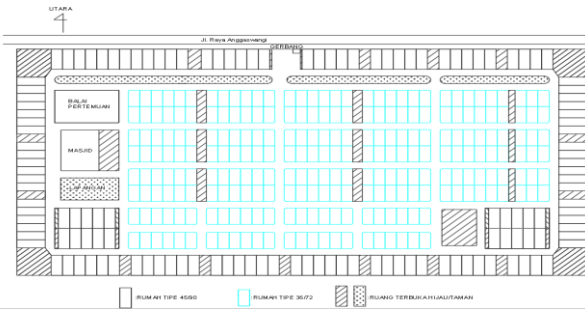 UTARA
Jl. Raya Anggaswangi
GERBANG
BALAI
PERTEMUAN
MASJID
LAPANGAN
RUMAH TIPE 45/90
RUMAH TIPE 36/72
RUANG TERBUKA HIJAU/TAMAN